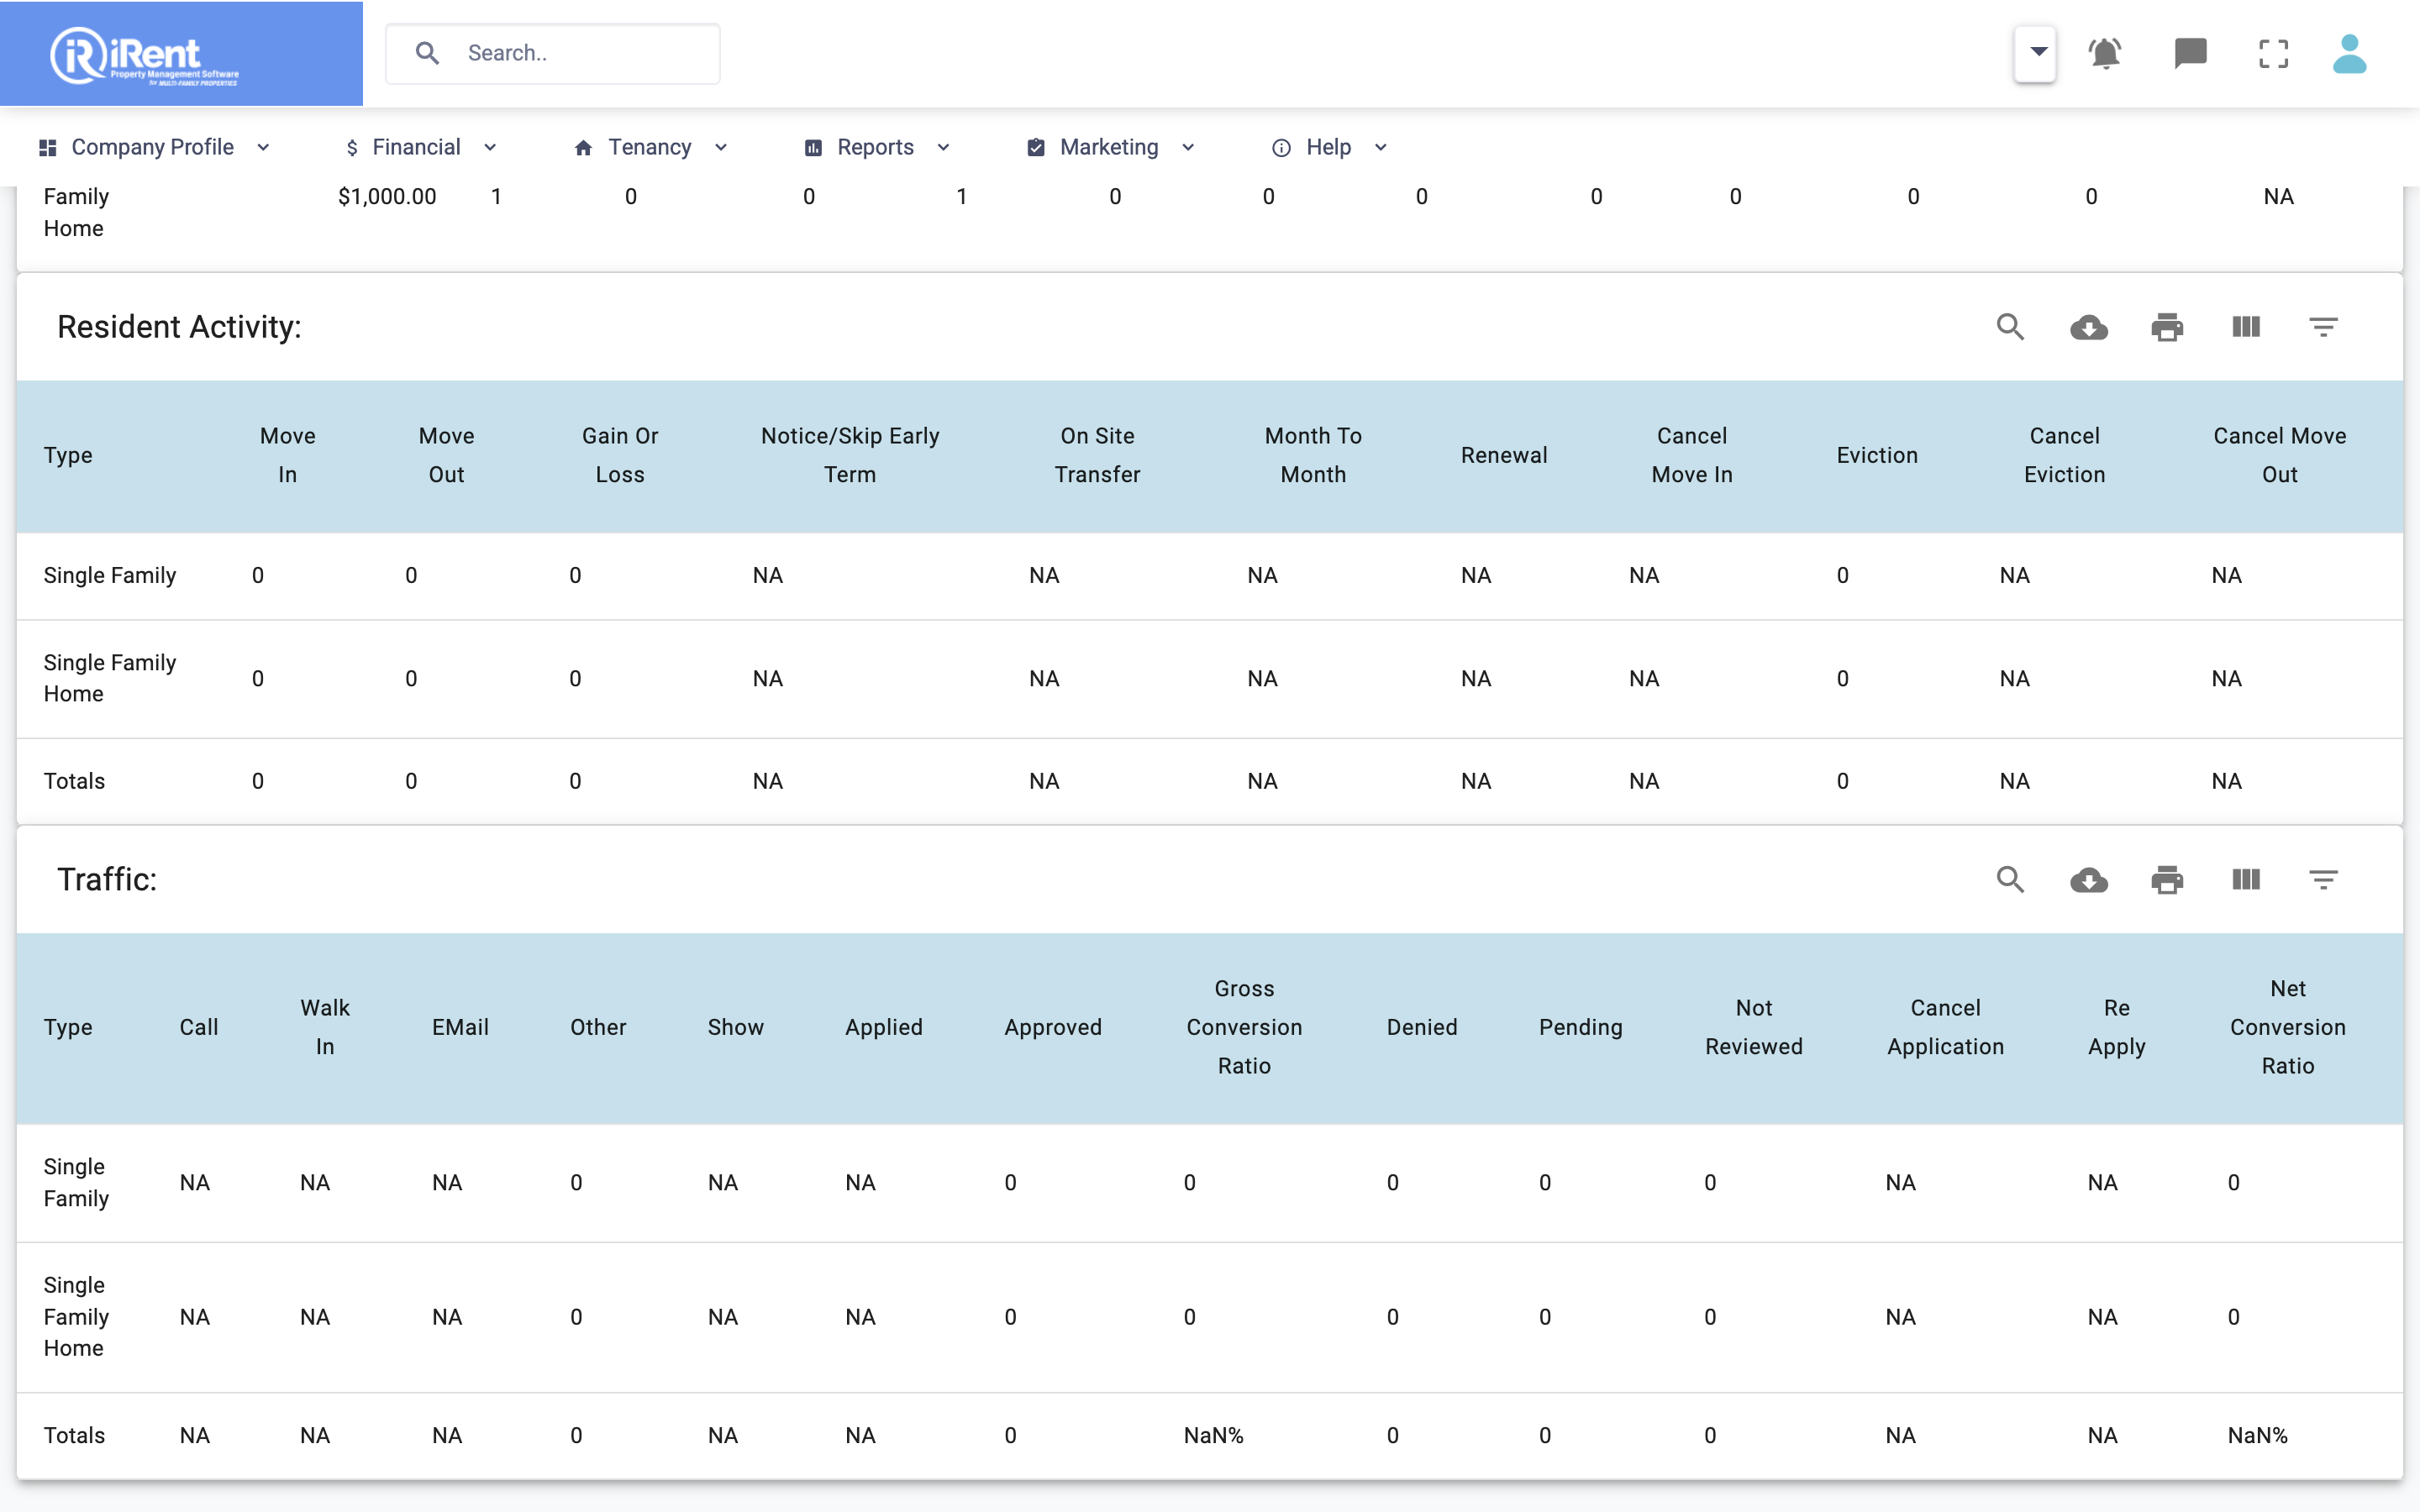 iRent
Property Management Software
for MULTI-FAMILY PROPERTIES
Search..
Company Profile Financial Tenancy Reports Marketing Help
Family
Home $1,000.00 1 0 0 1 0 0 0 0 0 0 0 NA
Resident Activity:
Type Move In Move Out Gain Or Loss Notice/Skip Early Term On Site Transfer Month To Month Renewal Cancel Move In Eviction Cancel Eviction Cancel Move Out
Single Family 0 0 0 NA NA NA NA NA 0 NA NA
Single Family Home 0 0 0 NA NA NA NA NA 0 NA NA
Totals 0 0 0 NA NA NA NA NA 0 NA NA
Traffic:
Type Call Walk In EMail Other Show Applied Approved Gross Conversion Ratio Denied Pending Not Reviewed Cancel Application Re Apply Net Conversion Ratio
Single Family NA NA NA 0 NA NA 0 0 0 0 0 NA NA 0
Single Family Home NA NA NA 0 NA NA 0 0 0 0 0 NA NA 0
Totals NA NA NA 0 NA NA 0 NaN% 0 0 0 NA NA NaN%